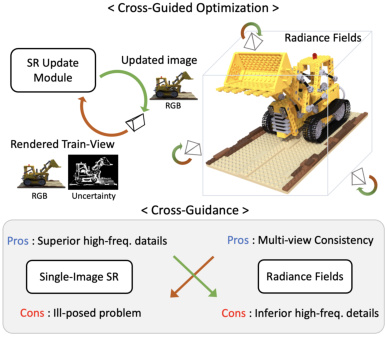 < Cross-Guided Optimization >
SR Update
Module
Updated image
RGB
Radiance Fields
Rendered Train-View
RGB
Uncertainty
< Cross-Guidance >
Pros : Superior high-freq. datails
Pros : Multi-view Consistency
Single-Image SR
Radiance Fields
Cons : Ill-posed problem
Cons : Inferior high-freq. details